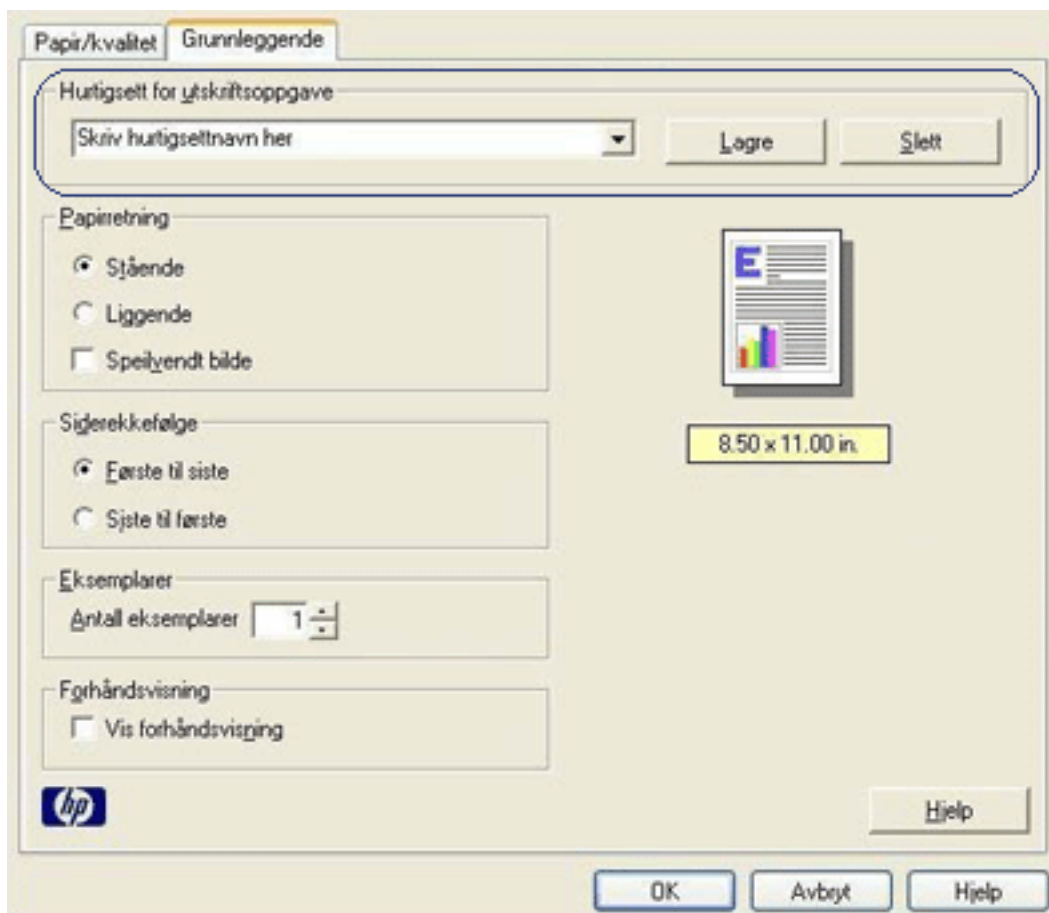 Papir/kvalitet Grunnleggende
Hurtigsett for utskriftsoppgave
Skriv hurtigsettnavn her Lagre Slett
Papirretning
Stående
Liggende
Speilvendt bilde
E
8.50 x 11.00 in.
Siderekkefølge
Første til siste
Siste til første
Eksemplarer
Antall eksemplarer 1
Forhåndsvisning
Vis forhåndsvisning
hp Hjelp
OK Avbryt Hjelp